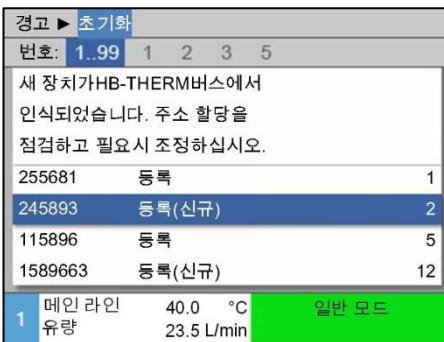 경고 ▶ 초기화
번호: 1..99 1 2 3 5
새 장치가HB-THERM버스에서
인식되었습니다. 주소 할당을
점검하고 필요시 조정하십시오.
255681 등록 1
245893 등록(신규) 2
115896 등록 5
1589663 등록(신규) 12
1 메인 라인 40.0 °C 일반 모드
유량 23.5 L/min